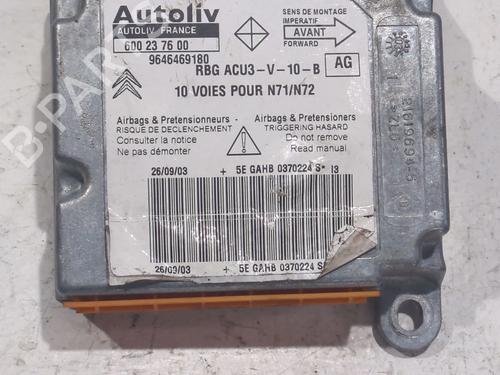 Autoliv
AUTOLIV FRANCE
600 23 76 00
9646469180
SENS DE MONTAGE
IMPERATIF
AVANT
FORWARD
RBG ACU3-V-10-B AG
10 VOIES POUR N71/N72
Airbags & Pretensionneurs
RISQUE DE DECLENCHEMENT
Consulter la notice
Ne pas démonter
Airbags & Pretensioners
TRIGGERING HASARD
Do not remove
Read manual
26/09/03 + 5E GAHB 0370224 S* 13
26/09/03 + 5E GAHB 0370224 S
B-PARTS